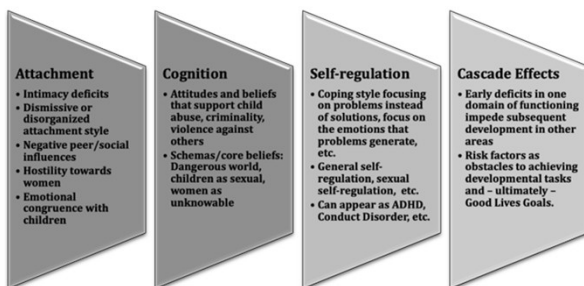 Attachment
• Intimacy deficits
• Dismissive or
disorganized
attachment style
• Negative peer/social
influences
• Hostility towards
women
• Emotional
congruence with
children
Cognition
• Attitudes and beliefs
that support child
abuse, criminality,
violence against
others
• Schemas/core beliefs:
Dangerous world,
children as sexual,
women as
unknowable
Self-regulation
• Coping style focusing
on problems instead
of solutions, focus on
the emotions that
problems generate,
etc.
• General self-
regulation, sexual
self-regulation, etc.
• Can appear as ADHD,
Conduct Disorder, etc.
Cascade Effects
• Early deficits in one
domain of functioning
impede subsequent
development in other
areas
• Risk factors as
obstacles to achieving
developmental tasks
and – ultimately –
Good Lives Goals.